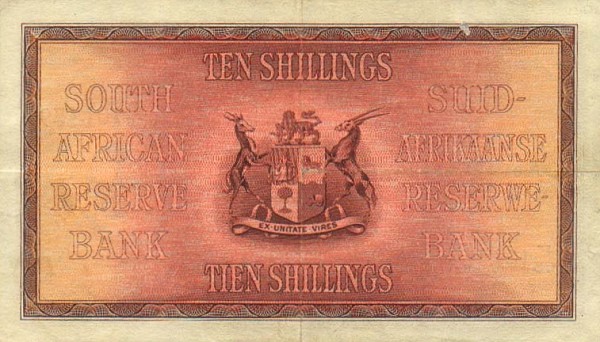 TEN SHILLINGS
SOUTH
AFRICAN
RESERVE
BANK
SUID-
AFRIKAANSE
RESERWE-
BANK
EX·UNITATE VIRES
TIEN SHILLINGS